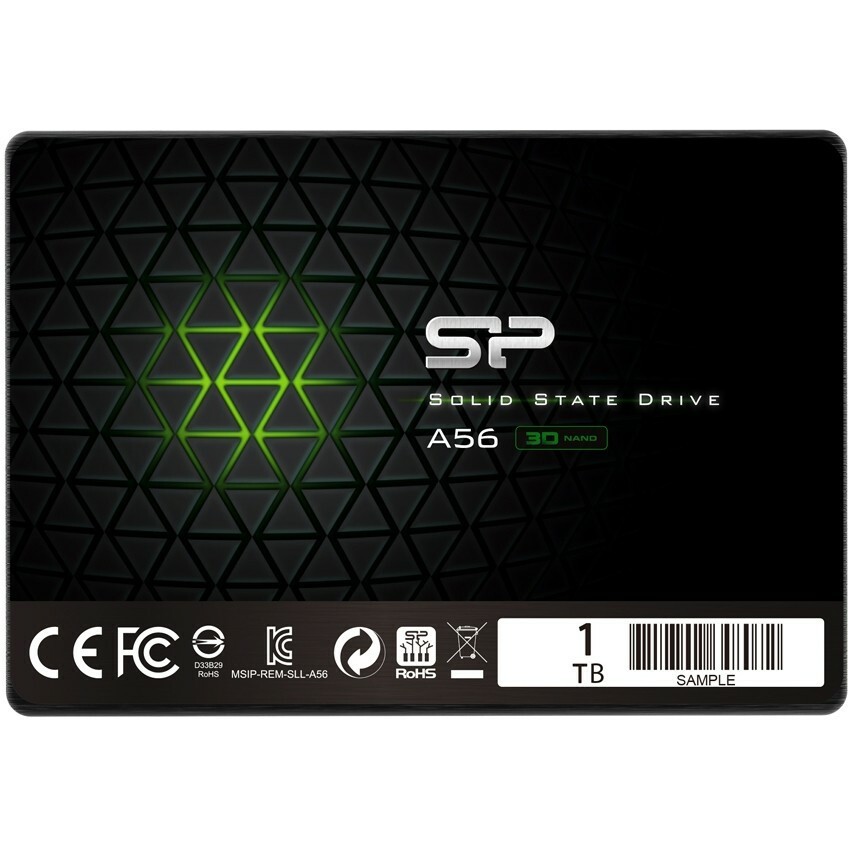 SP
SOLID STATE DRIVE
A56 3D NAND
CE FC
D33B29
RoHS
MSIP-REM-SLL-A56
SP
RoHS
1
TB
SAMPLE